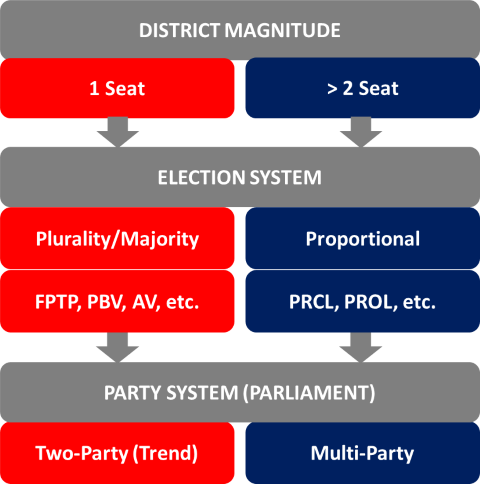 DISTRICT MAGNITUDE
1 Seat
> 2 Seat
ELECTION SYSTEM
Plurality/Majority
Proportional
FPTP, PBV, AV, etc.
PRCL, PROL, etc.
PARTY SYSTEM (PARLIAMENT)
Two-Party (Trend)
Multi-Party